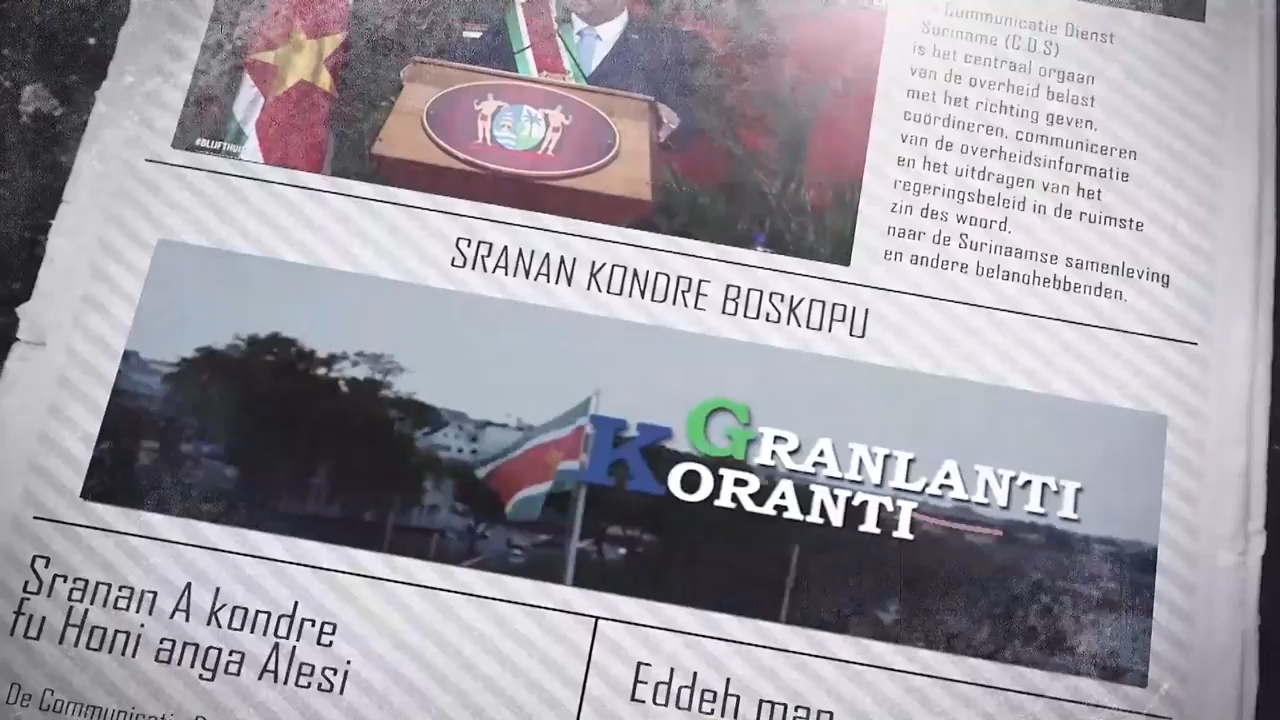 Communicatie Dienst
Suriname (C.D.S)
is het centraal orgaan
van de overheid belast
met het richting geven,
coördineren, communiceren
van de overheidsinformatie
en het uitdragen van het
regeringsbeleid in de ruimste
zin des woord.
naar de Surinaamse samenleving
en andere belanghebbenden.
SRANAN KONDRE BOSKOPU
GRANLANTI
KORANTI
Sranan A kondre
fu Honi anga Alesi
De
Eddeh man